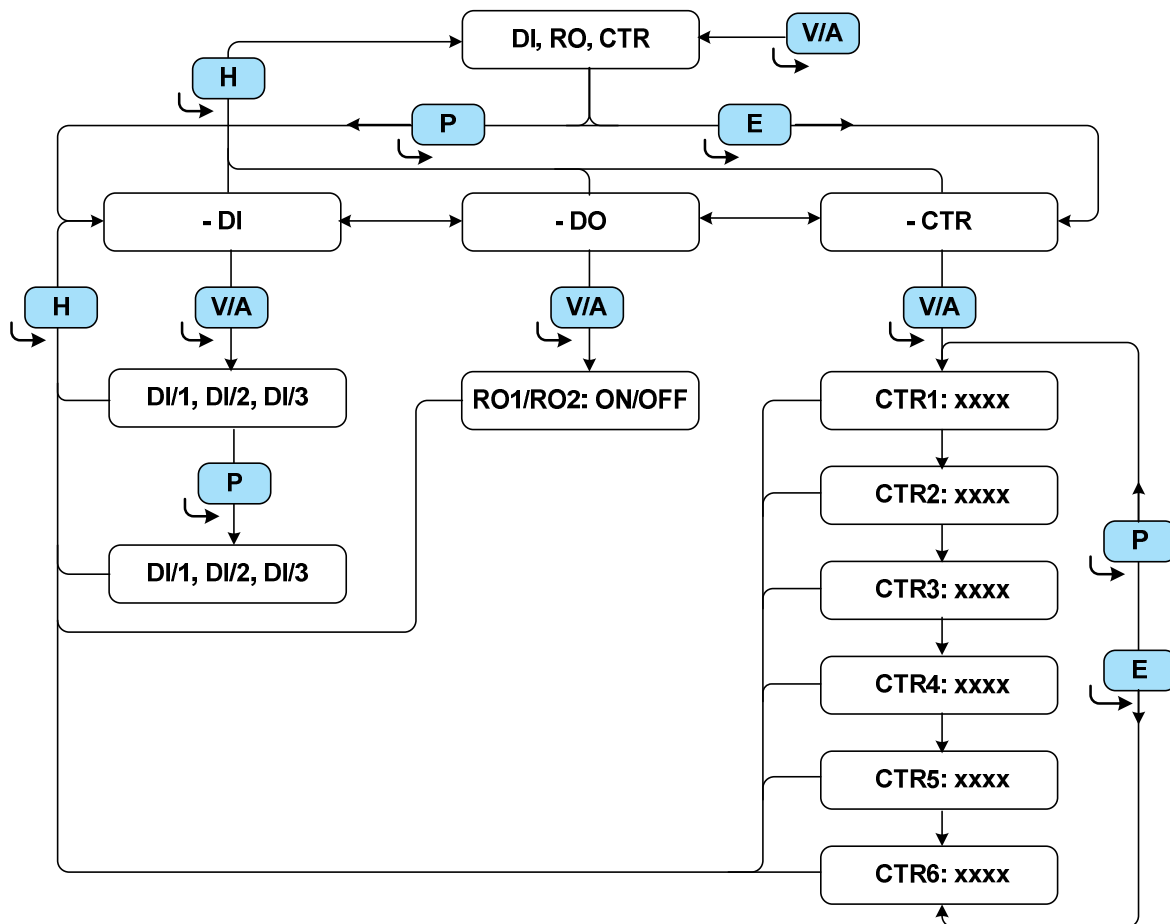 DI, RO, CTR
V/A
H
P
E
- DI
- DO
- CTR
H
V/A
V/A
V/A
DI/1, DI/2, DI/3
RO1/RO2: ON/OFF
CTR1: xxxx
P
CTR2: xxxx
P
DI/1, DI/2, DI/3
CTR3: xxxx
E
CTR4: xxxx
CTR5: xxxx
CTR6: xxxx